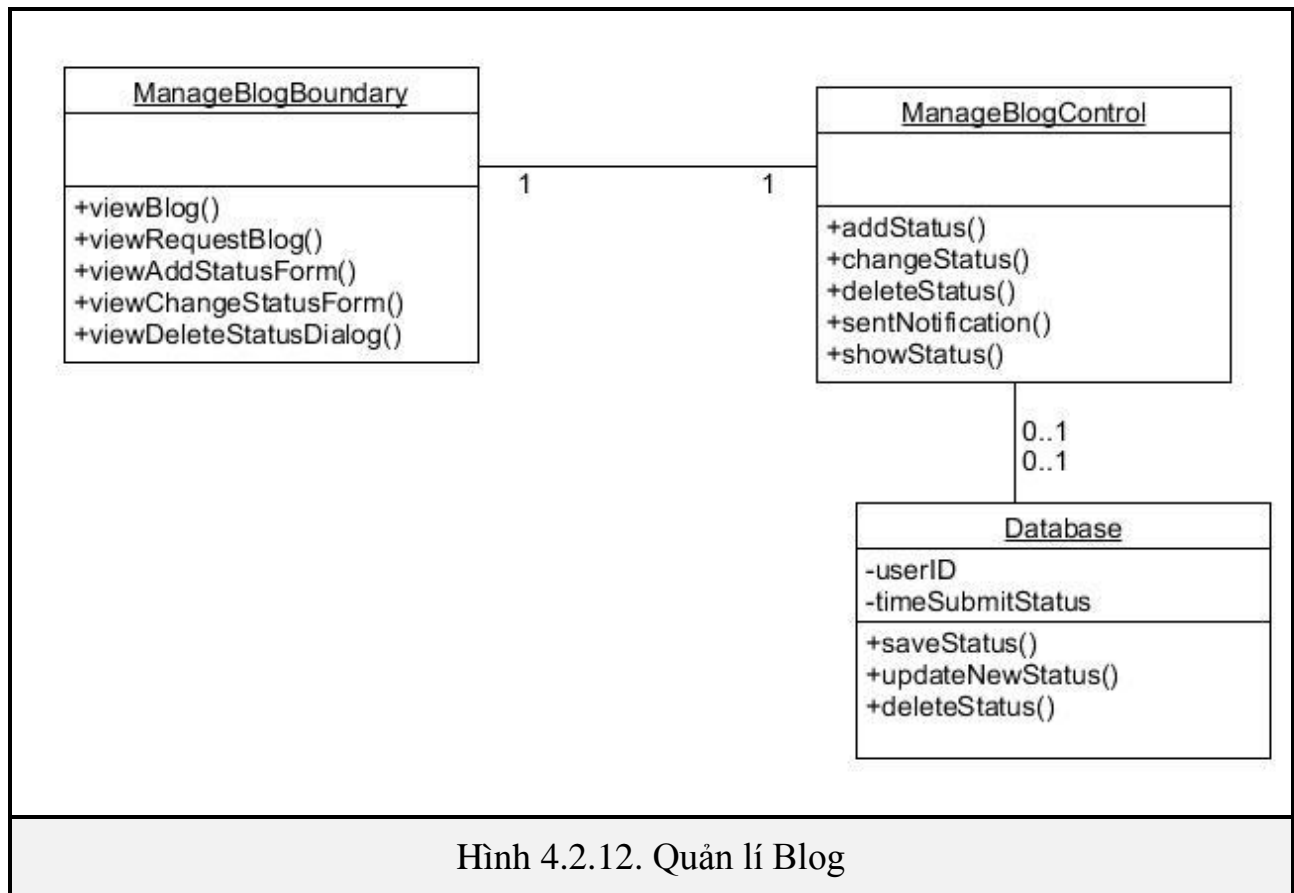 ManageBlogBoundary
+viewBlog()
+viewRequestBlog()
+viewAddStatusForm()
+viewChangeStatusForm()
+viewDeleteStatusDialog()
1
1
ManageBlogControl
+addStatus()
+changeStatus()
+deleteStatus()
+sentNotification()
+showStatus()
0..1
0..1
Database
-userID
-timeSubmitStatus
+saveStatus()
+updateNewStatus()
+deleteStatus()
Hình 4.2.12. Quản lí Blog